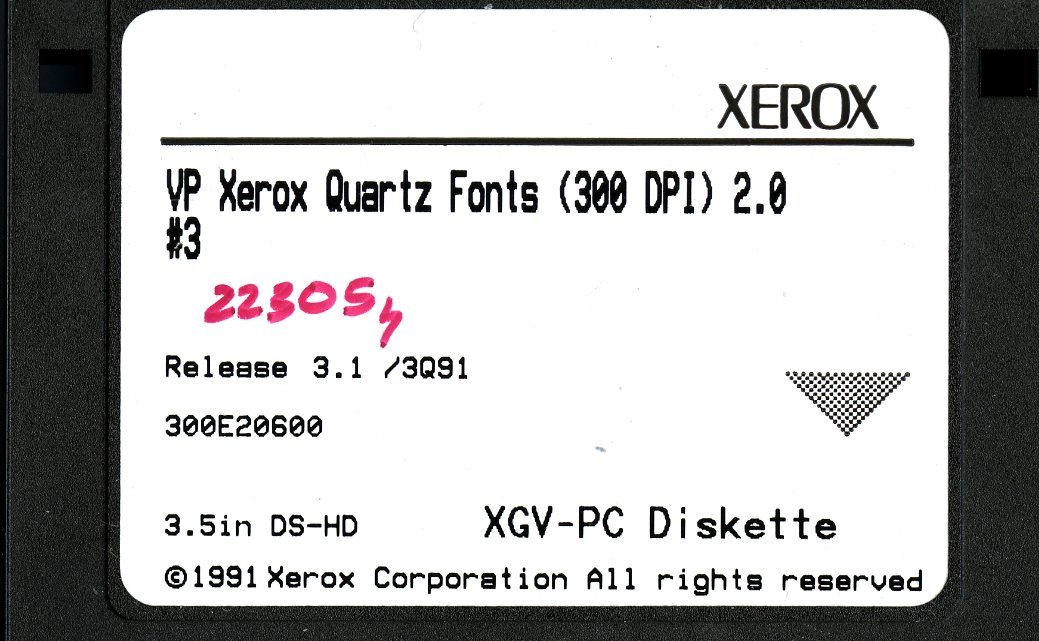 XEROX
VP Xerox Quartz Fonts (300 DPI) 2.0
#3
22305
Release 3.1 /3Q91
300E20600
3.5in DS-HD XGV-PC Diskette
©1991 Xerox Corporation All rights reserved